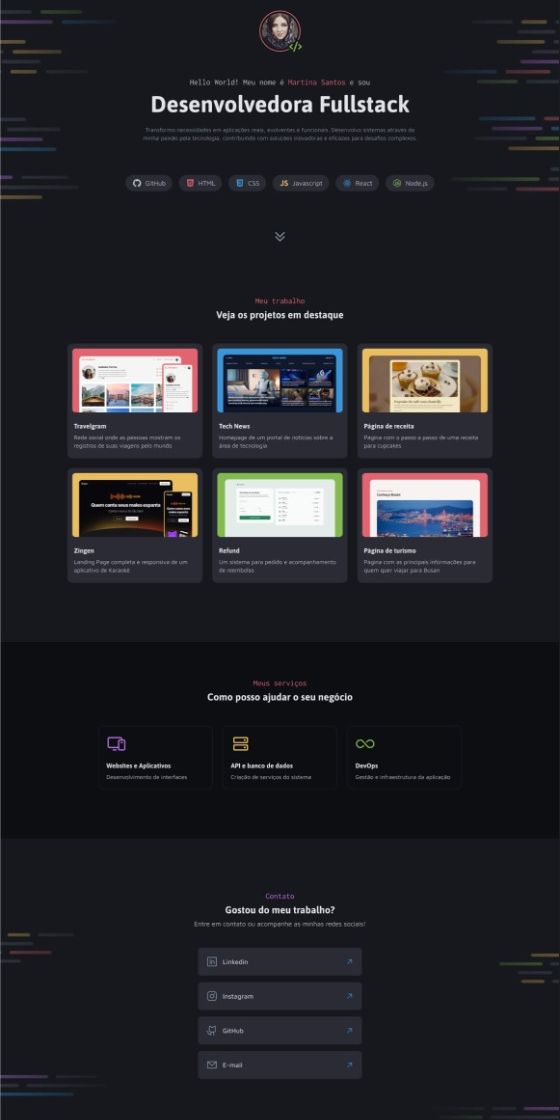 Hello World! Meu nome é Martina Santos e sou
Desenvolvedora Fullstack
Transformo necessidades em aplicações reais, evolventes e funcionais. Desenvolvo sistemas através da
minha paixão pela tecnologia, contribuindo com soluções inovadoras e eficazes para desafios complexos.
GitHub
HTML
CSS
JS Javascript
React
Node.js
Meu trabalho
Veja os projetos em destaque
Travelgram
Rede social onde as pessoas mostram os
registros de suas viagens pelo mundo
Tech News
Homepage de um portal de notícias sobre a
área de tecnologia
Página de receita
Página com o passo a passo de uma receita
para cupcakes
Quem canta seus males espanta
Zingen
Landing Page completa e responsiva de um
aplicativo de Karaokê
Refund
Um sistema para pedido e acompanhamento
de reembolso
Página de turismo
Página com as principais informações para
quem quer viajar para Busan
Meus serviços
Como posso ajudar o seu negócio
Websites e Aplicativos
Desenvolvimento de interfaces
API e banco de dados
Criação de serviços do sistema
DevOps
Gestão e infraestrutura da aplicação
Contato
Gostou do meu trabalho?
Entre em contato ou acompanhe as minhas redes sociais!
Linkedin
Instagram
GitHub
E-mail